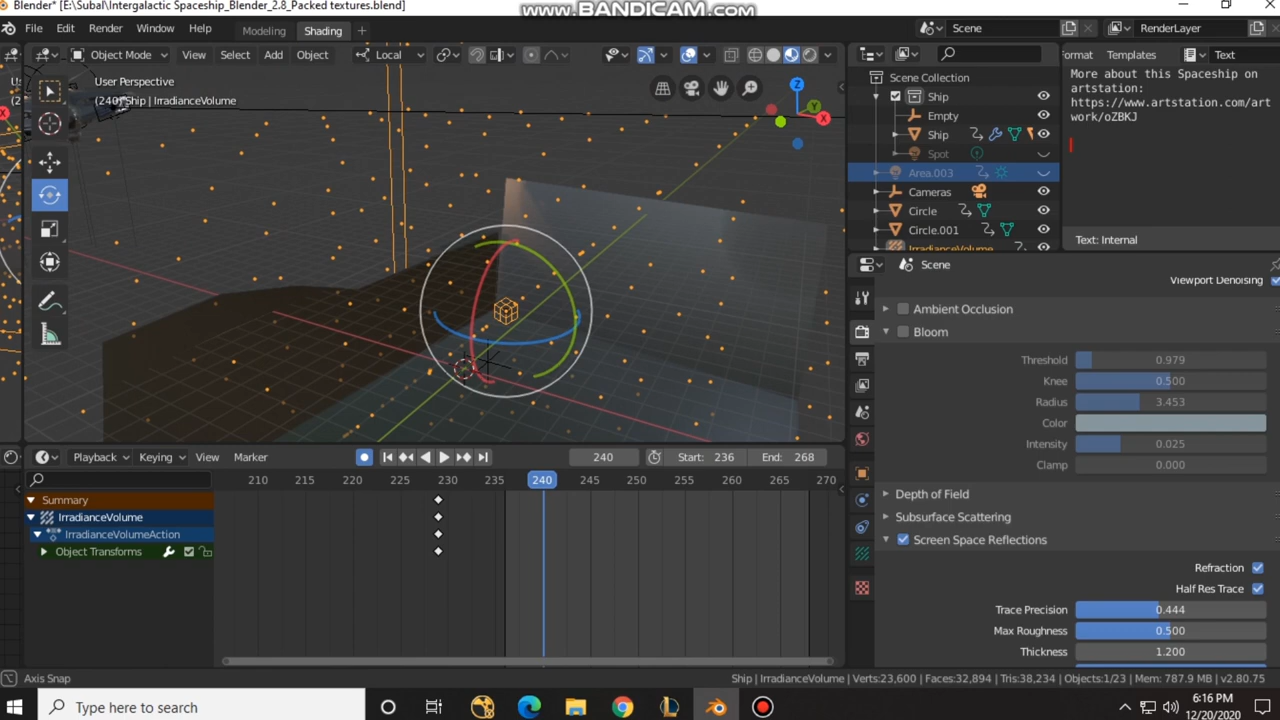 Blender* [E:\Subal\Intergalactic Spaceship_Blender_2.8_Packed textures.blend]
www.BANDICAM.com
File Edit Render Window Help Modeling Shading + Scene RenderLayer
Object Mode View Select Add Object Local
User Perspective
(240) Ship | IrradianceVolume
Z
Y
X
Scene Collection
Ship
Empty
Ship
Spot
Area.003
Cameras
Circle
Circle.001
IrradianceVolume
ormat Templates Text
More about this Spaceship on
artstation:
https://www.artstation.com/art
work/oZBKJ
Text: Internal
Scene
Viewport Denoising
Ambient Occlusion
Bloom
Threshold 0.979
Knee 0.500
Radius 3.453
Color
Intensity 0.025
Clamp 0.000
Depth of Field
Subsurface Scattering
Screen Space Reflections
Refraction
Half Res Trace
Trace Precision 0.444
Max Roughness 0.500
Thickness 1.200
Playback Keying View Marker 240 Start: 236 End: 268
210 215 220 225 230 235 240 245 250 255 260 265 270
Summary
IrradianceVolume
IrradianceVolumeAction
Object Transforms
Axis Snap
Ship | IrradianceVolume | Verts:23,600 | Faces:32,894 | Tris:38,234 | Objects:1/23 | Mem: 787.9 MB | v2.80.75
Type here to search
6:16 PM
12/20/2020